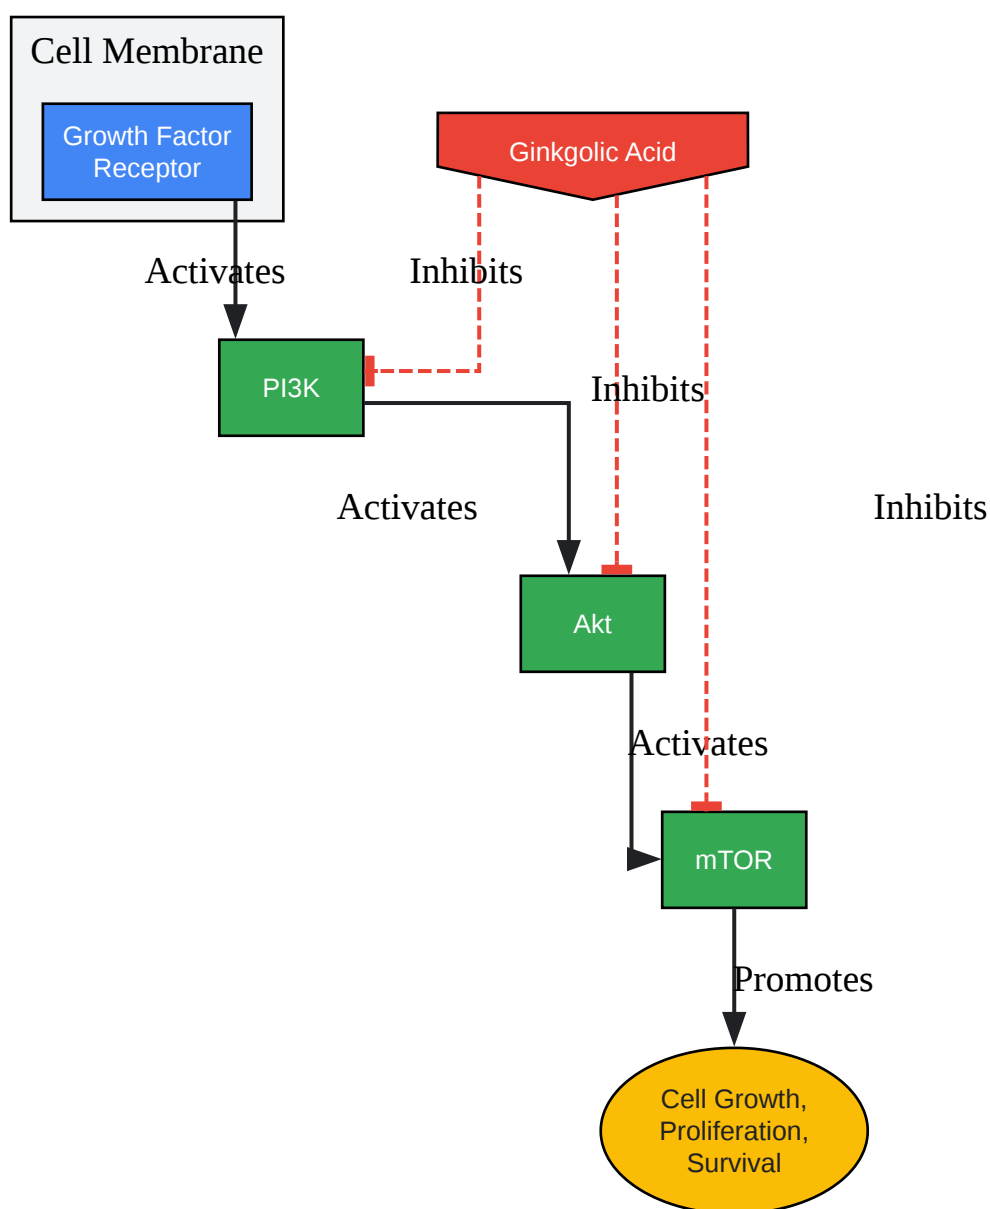 Cell Membrane
Growth Factor
Receptor
Ginkgolic Acid
Activates
Inhibits
PI3K
Inhibits
Activates
Inhibits
Akt
Activates
mTOR
Promotes
Cell Growth,
Proliferation,
Survival